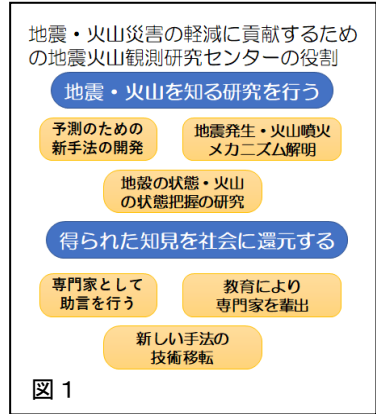 地震・火山災害の軽減に貢献するため
の地震火山観測研究センターの役割
地震・火山を知る研究を行う
予測のための
新手法の開発
地震発生・火山噴火
メカニズム解明
地殻の状態・火山
の状態把握の研究
得られた知見を社会に還元する
専門家として
助言を行う
教育により
専門家を輩出
新しい手法の
技術移転
図1